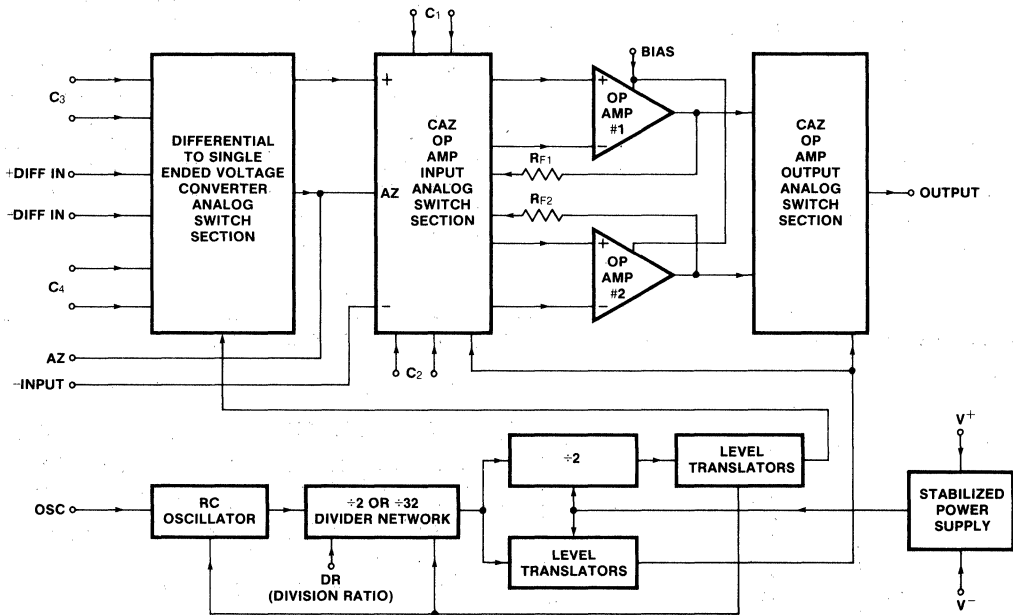 C1
BIAS
C3
+DIFF IN
-DIFF IN
C4
AZ
-INPUT
DIFFERENTIAL
TO SINGLE
ENDED VOLTAGE
CONVERTER
ANALOG
SWITCH
SECTION
+
AZ
-
CAZ
OP
AMP
INPUT
ANALOG
SWITCH
SECTION
C2
+
OP
AMP
#1
-
RF1
RF2
+
OP
AMP
#2
-
CAZ
OP
AMP
OUTPUT
ANALOG
SWITCH
SECTION
OUTPUT
OSC
RC
OSCILLATOR
÷2 OR ÷32
DIVIDER NETWORK
DR
(DIVISION RATIO)
÷2
LEVEL
TRANSLATORS
LEVEL
TRANSLATORS
V+
STABILIZED
POWER
SUPPLY
V-